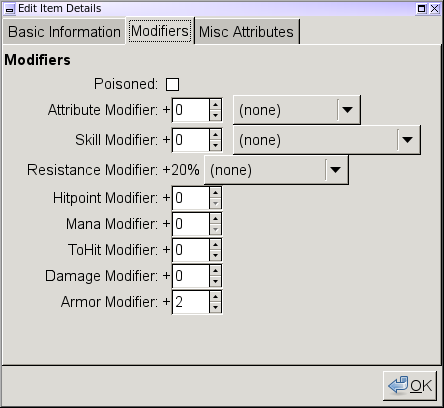 Edit Item Details
Basic Information Modifiers Misc Attributes
Modifiers
Poisoned:
Attribute Modifier: + 0 (none)
Skill Modifier: + 0 (none)
Resistance Modifier: +20% (none)
Hitpoint Modifier: + 0
Mana Modifier: + 0
ToHit Modifier: + 0
Damage Modifier: + 0
Armor Modifier: + 2
OK